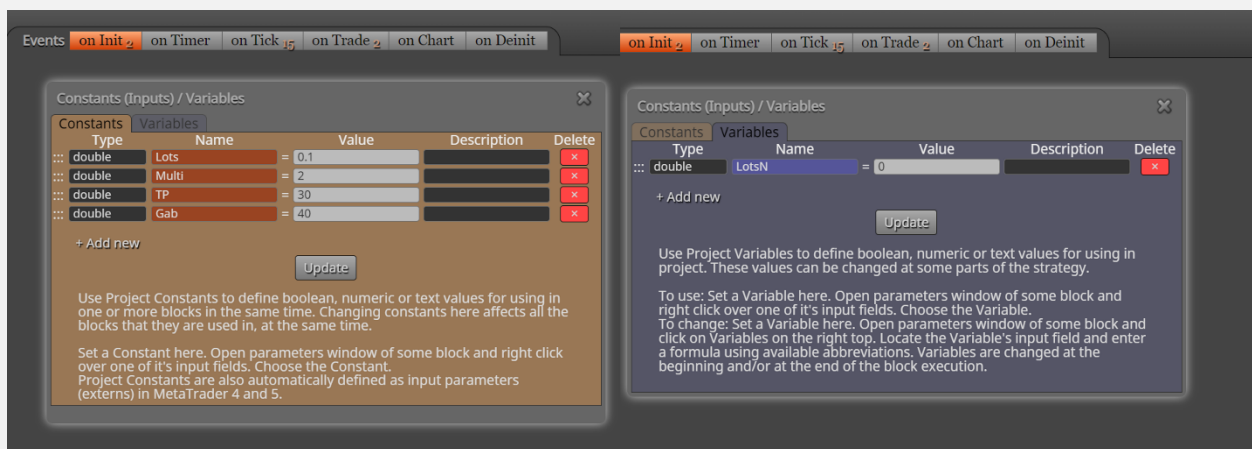 Events on Init 2 on Timer on Tick 15 on Trade 2 on Chart on Deinit
Constants (Inputs) / Variables
Constants Variables
Type Name Value Description Delete
::: double Lots = 0.1 ×
::: double Multi = 2 ×
::: double TP = 30 ×
::: double Gab = 40 ×
+ Add new
Update
Use Project Constants to define boolean, numeric or text values for using in
one or more blocks in the same time. Changing constants here affects all the
blocks that they are used in, at the same time.
Set a Constant here. Open parameters window of some block and right click
over one of it's input fields. Choose the Constant.
Project Constants are also automatically defined as input parameters
(externs) in MetaTrader 4 and 5.
on Init 2 on Timer on Tick 15 on Trade 2 on Chart on Deinit
Constants (Inputs) / Variables
Constants Variables
Type Name Value Description Delete
::: double LotsN = 0 ×
+ Add new
Update
Use Project Variables to define boolean, numeric or text values for using in
project. These values can be changed at some parts of the strategy.
To use: Set a Variable here. Open parameters window of some block and
right click over one of it's input fields. Choose the Variable.
To change: Set a Variable here. Open parameters window of some block and
click on Variables on the right top. Locate the Variable's input field and enter
a formula using available abbreviations. Variables are changed at the
beginning and/or at the end of the block execution.